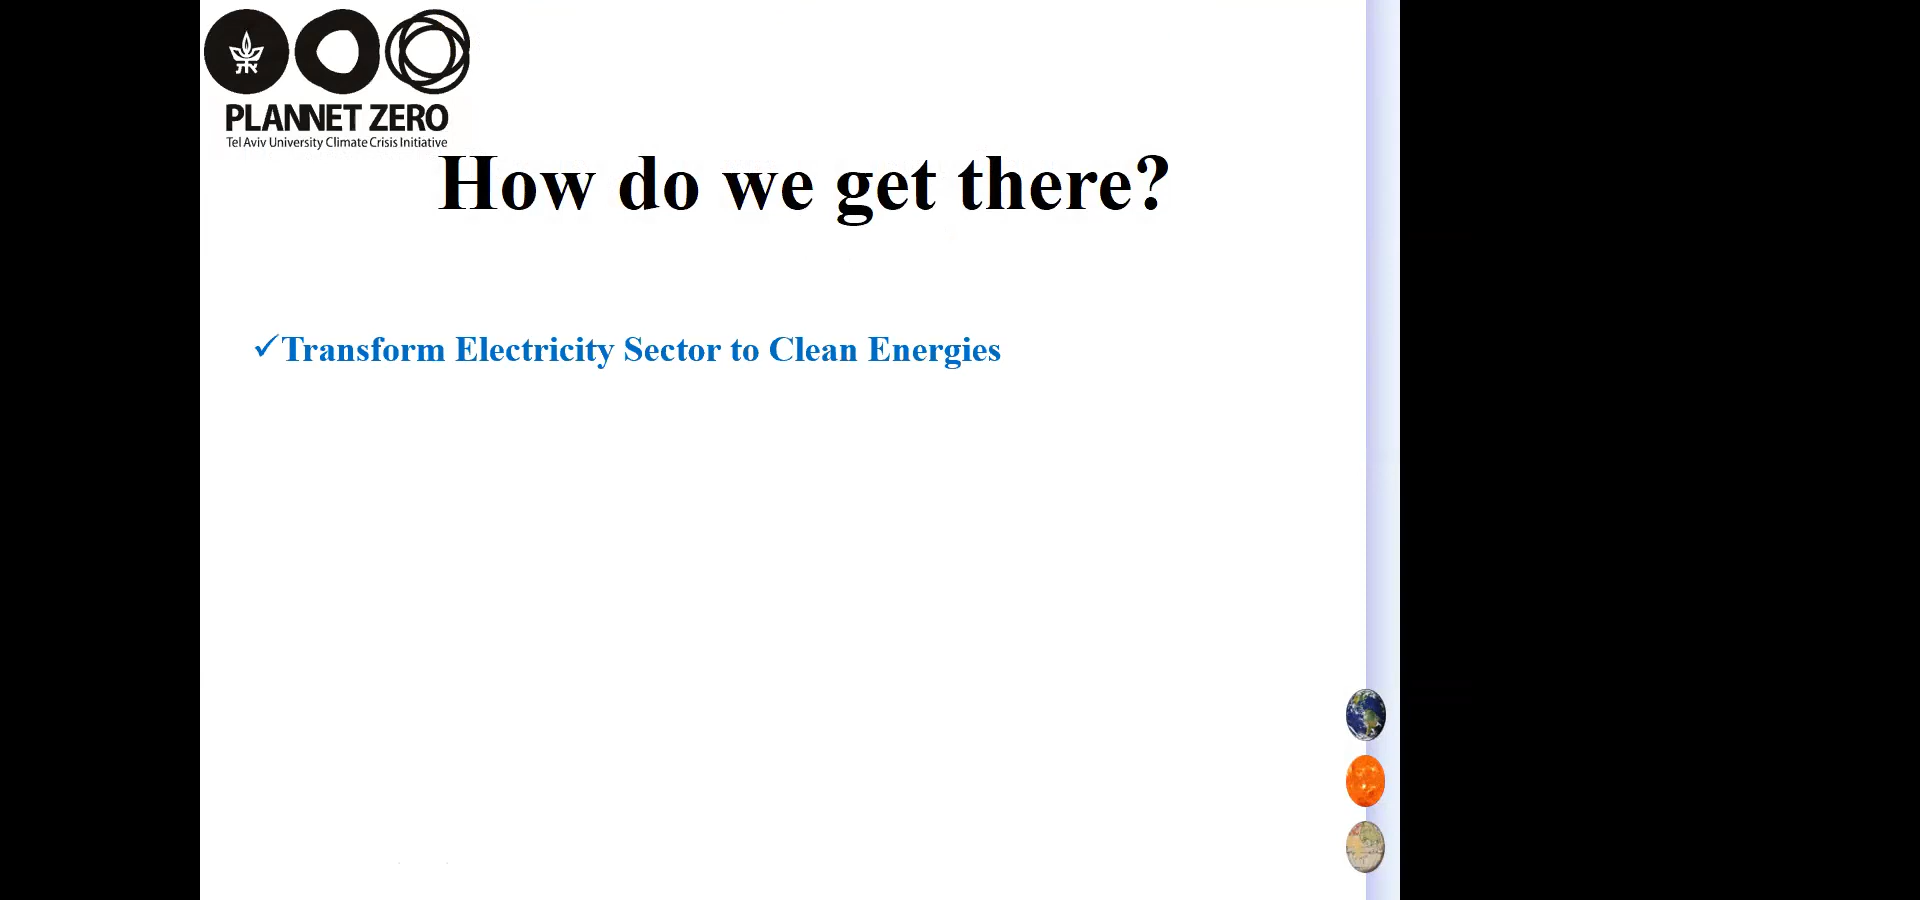 את
PLANNET ZERO
Tel Aviv University Climate Crisis Initiative
How do we get there?
✓Transform Electricity Sector to Clean Energies